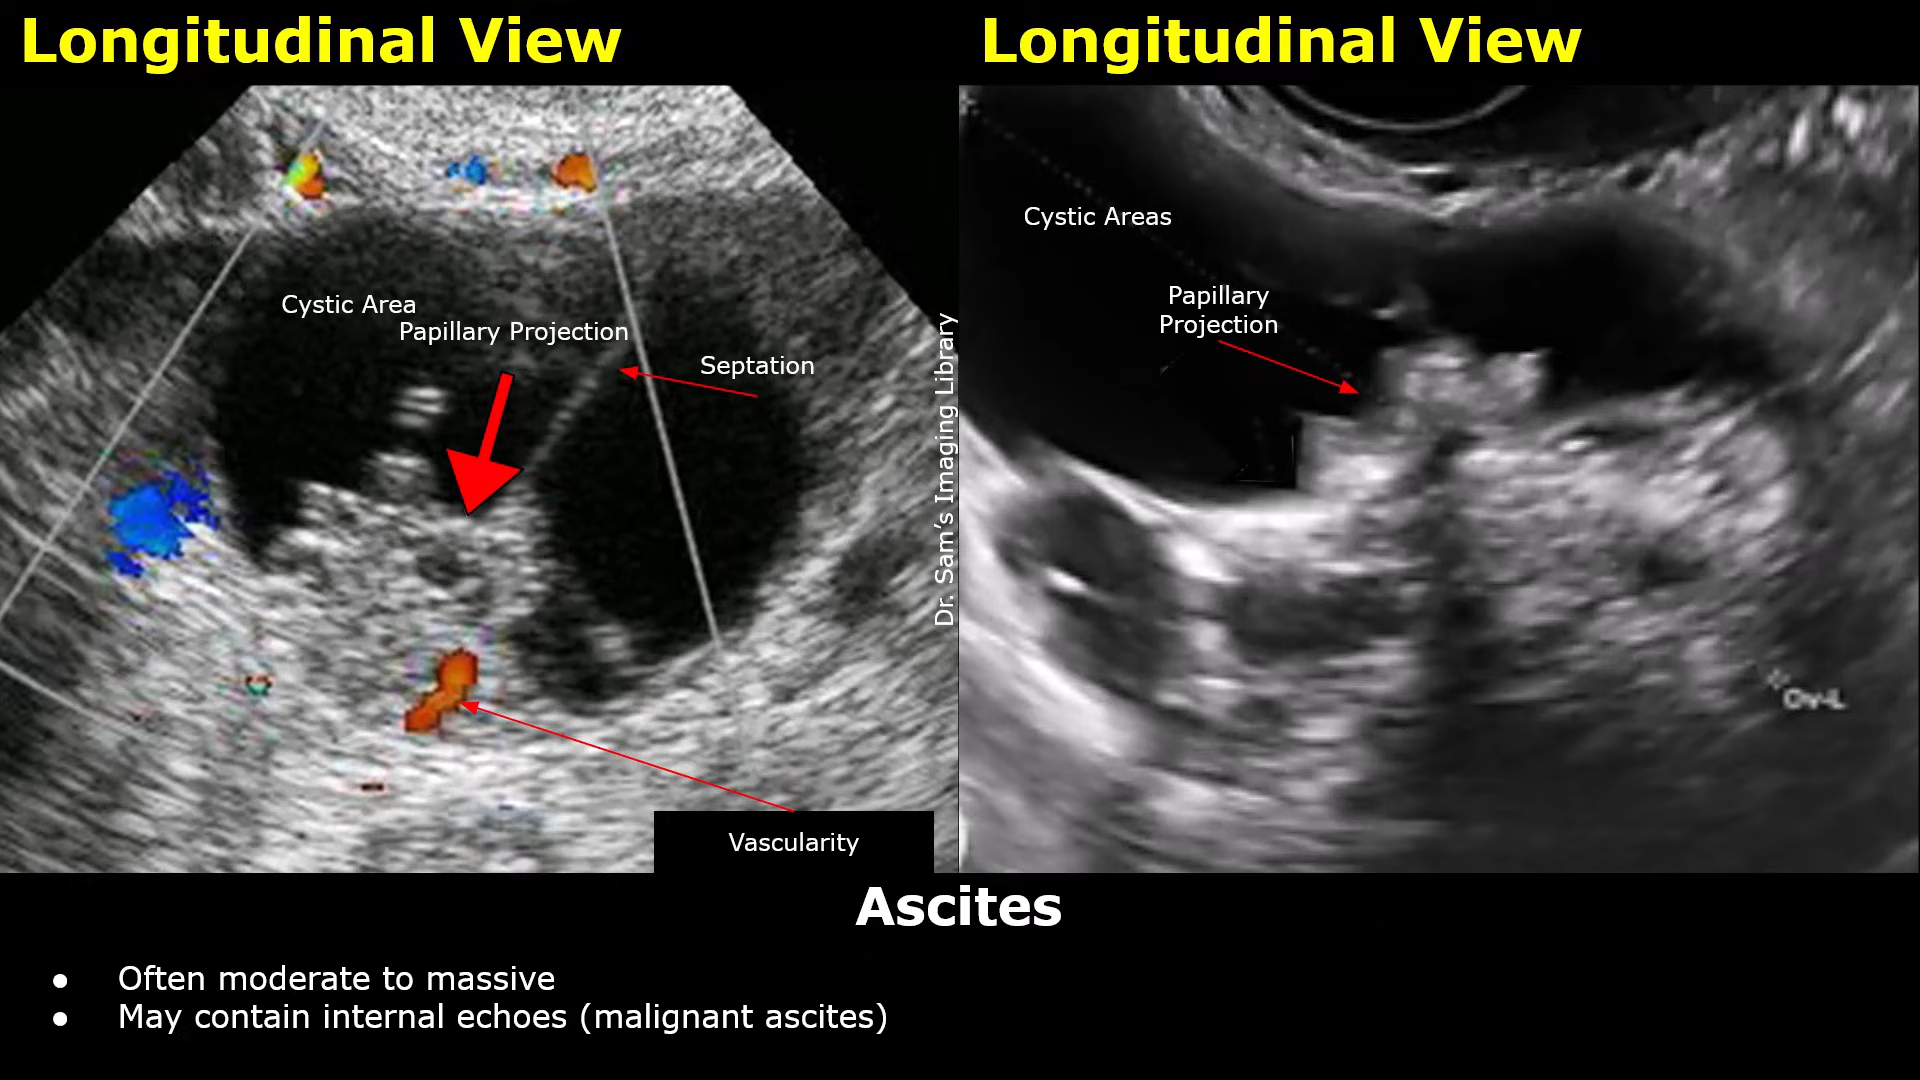 Longitudinal View
Longitudinal View
Cystic Area
Papillary Projection
Septation
Vascularity
Dr. Sam’s Imaging Library
Cystic Areas
Papillary
Projection
Ov-L
Ascites
● Often moderate to massive
● May contain internal echoes (malignant ascites)